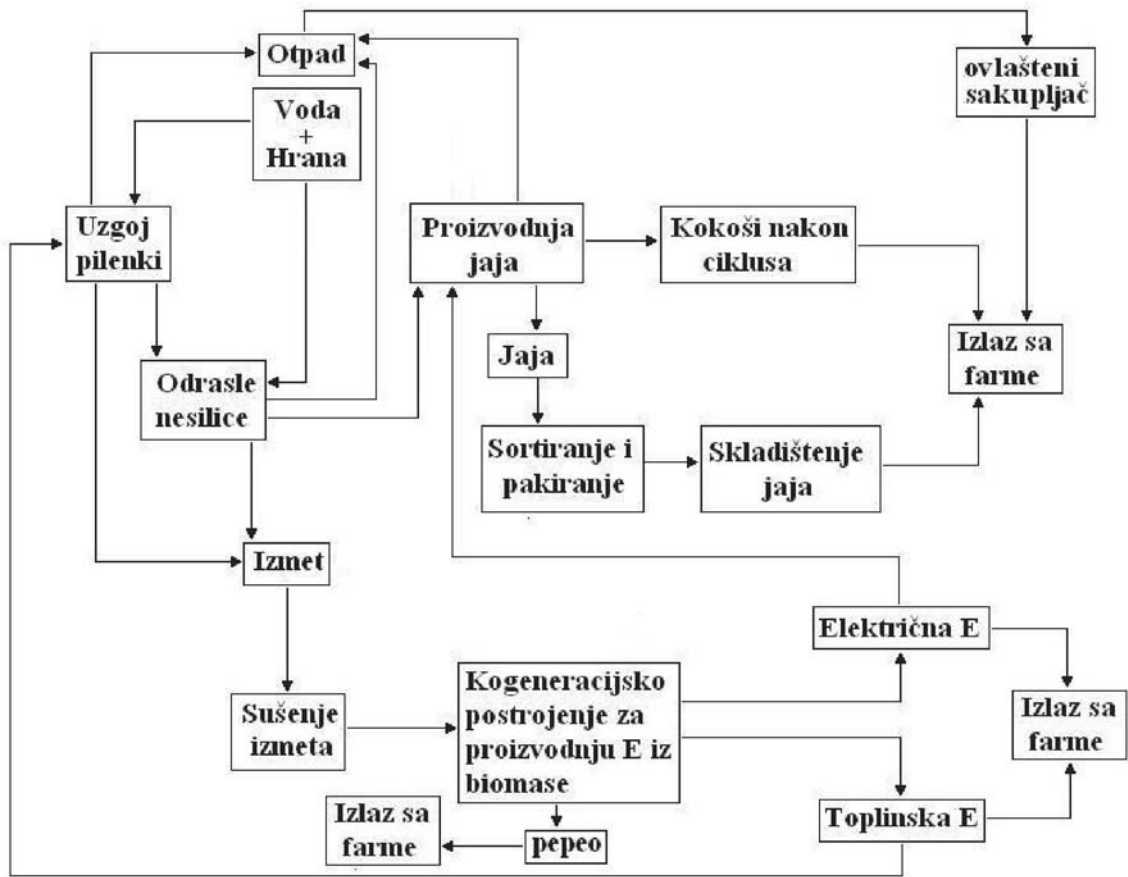 Otpad
ovlašteni
sakupljač
Voda
+
Hrana
Uzgoj
pilenki
Proizvodnja
jaja
Kokoši nakon
ciklusa
Jaja
Izlaz sa
farme
Odrasle
nesilice
Sortiranje i
pakiranje
Skladištenje
jaja
Izmet
Električna E
Sušenje
izmeta
Kogeneracijsko
postrojenje za
proizvodnju E iz
biomase
Izlaz sa
farme
Toplinska E
Izlaz sa
farme
pepeo